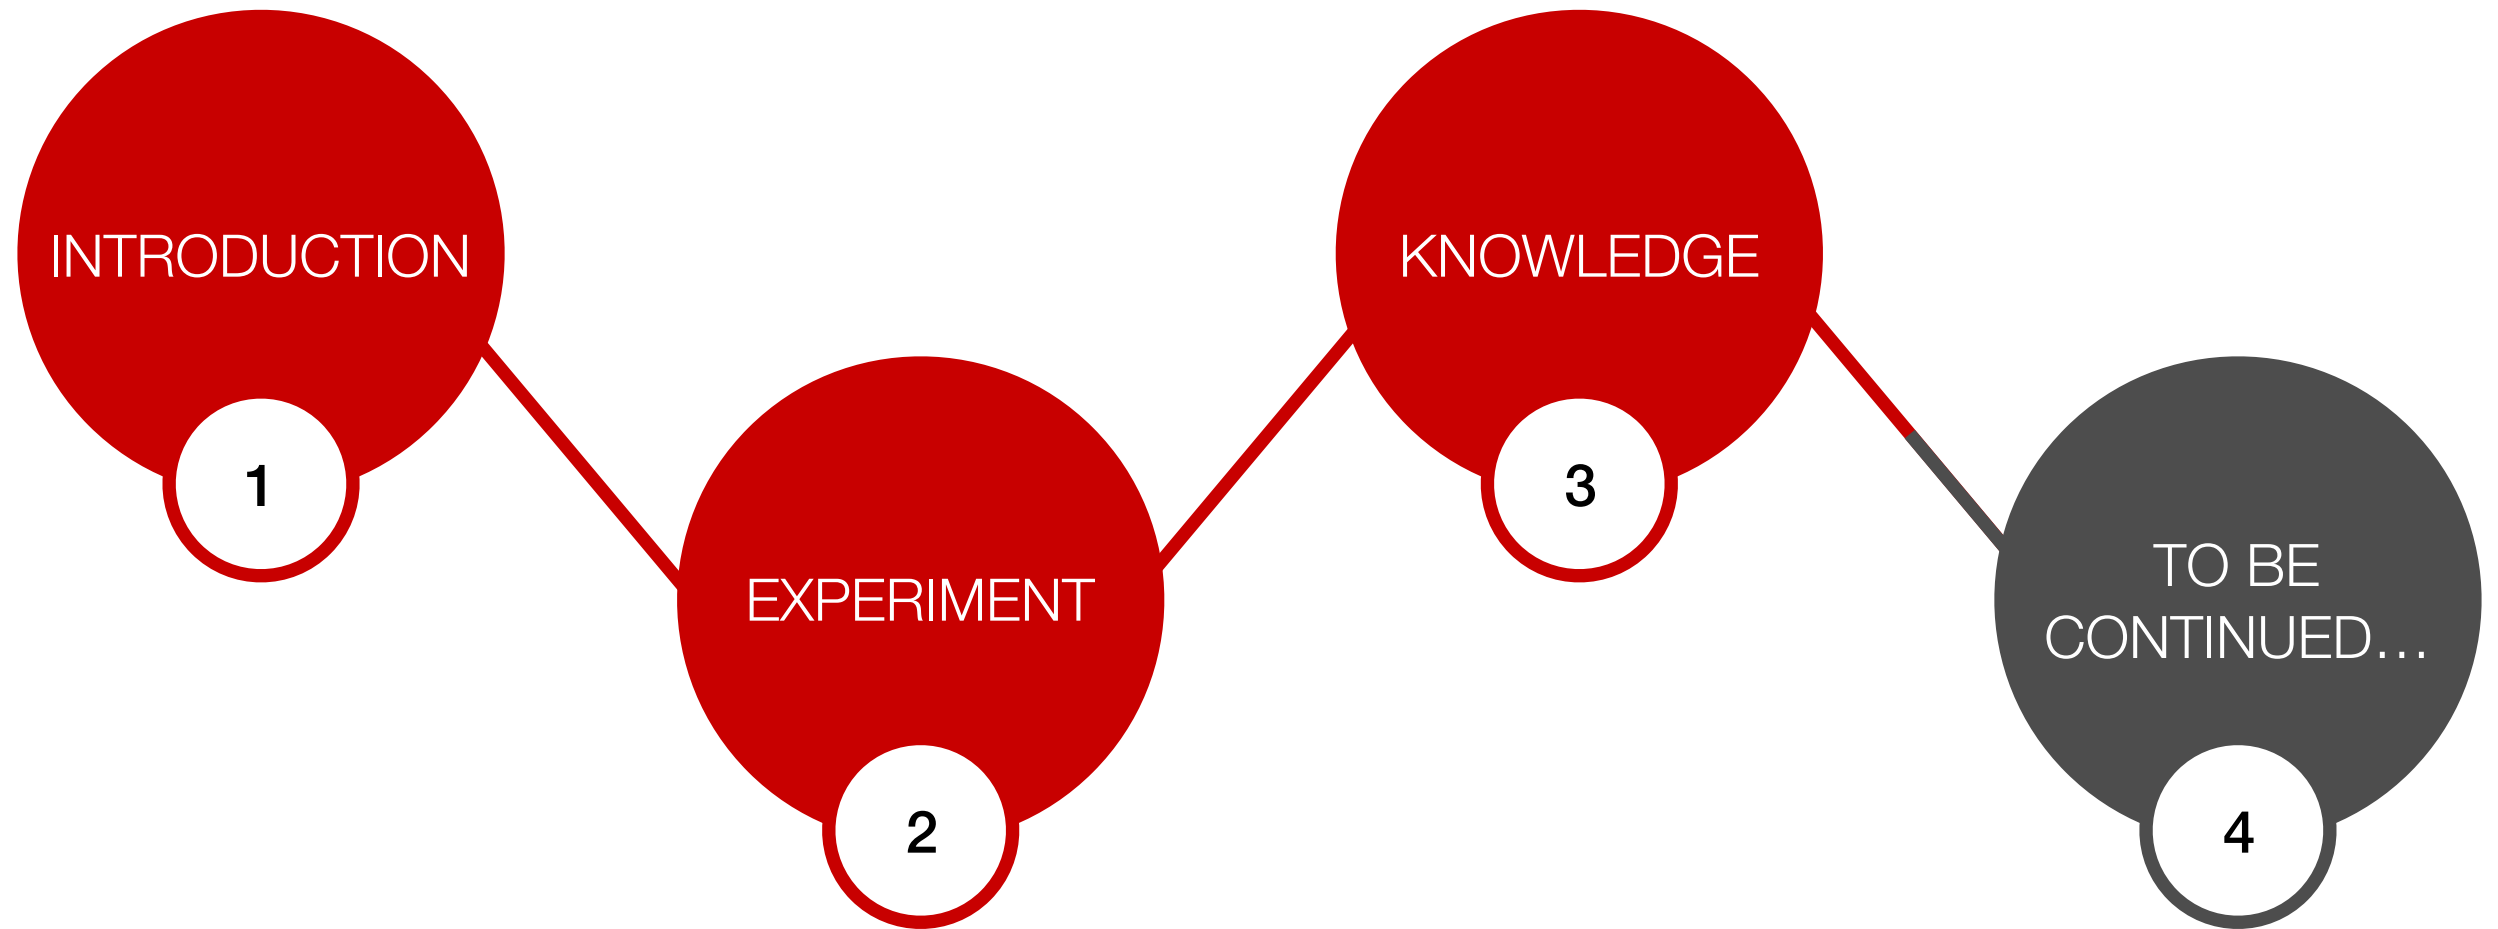 INTRODUCTION
1
EXPERIMENT
2
KNOWLEDGE
3
TO BE
CONTINUED...
4